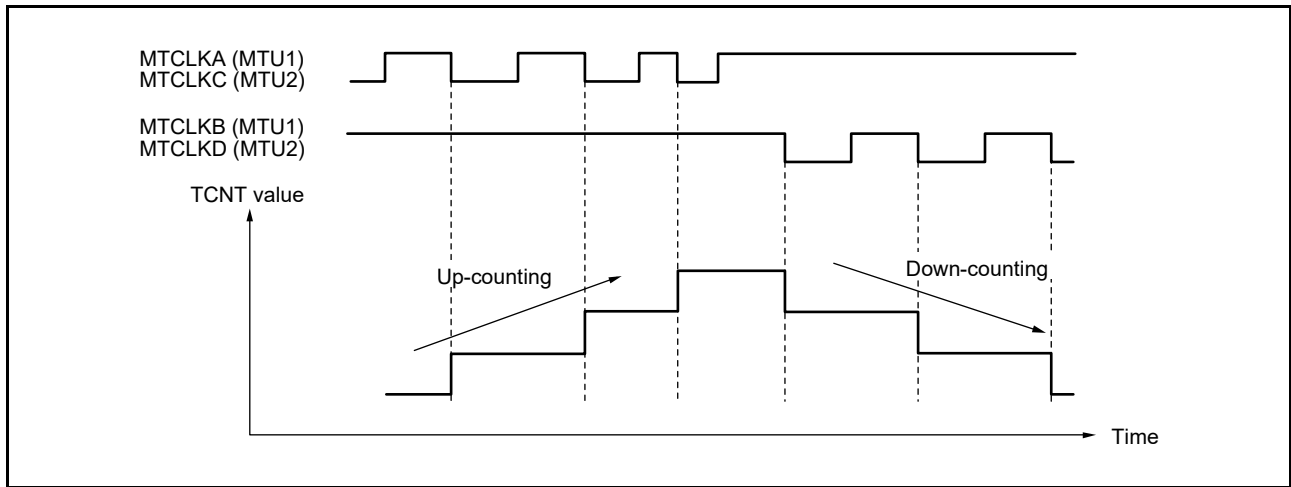 MTCLKA (MTU1)
MTCLKC (MTU2)
MTCLKB (MTU1)
MTCLKD (MTU2)
TCNT value
Up-counting
Down-counting
Time